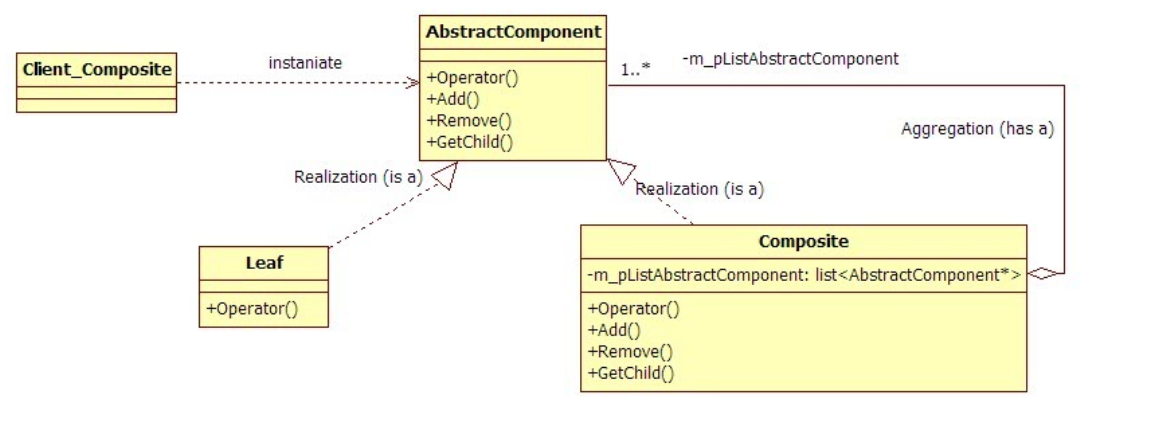 AbstractComponent
+Operator()
+Add()
+Remove()
+GetChild()
Client_Composite
instaniate
1..*
-m_pListAbstractComponent
Aggregation (has a)
Realization (is a)
Realization (is a)
Leaf
+Operator()
Composite
-m_pListAbstractComponent: list<AbstractComponent*>
+Operator()
+Add()
+Remove()
+GetChild()